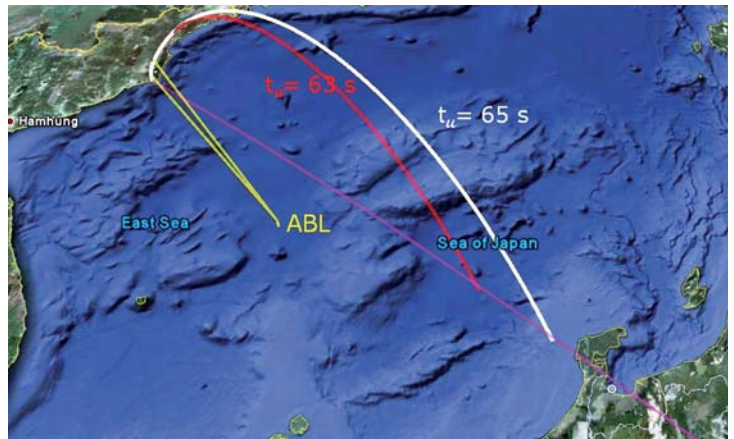 t_u= 63 s
t_u= 65 s
Hamhung
East Sea
ABL
Sea of Japan